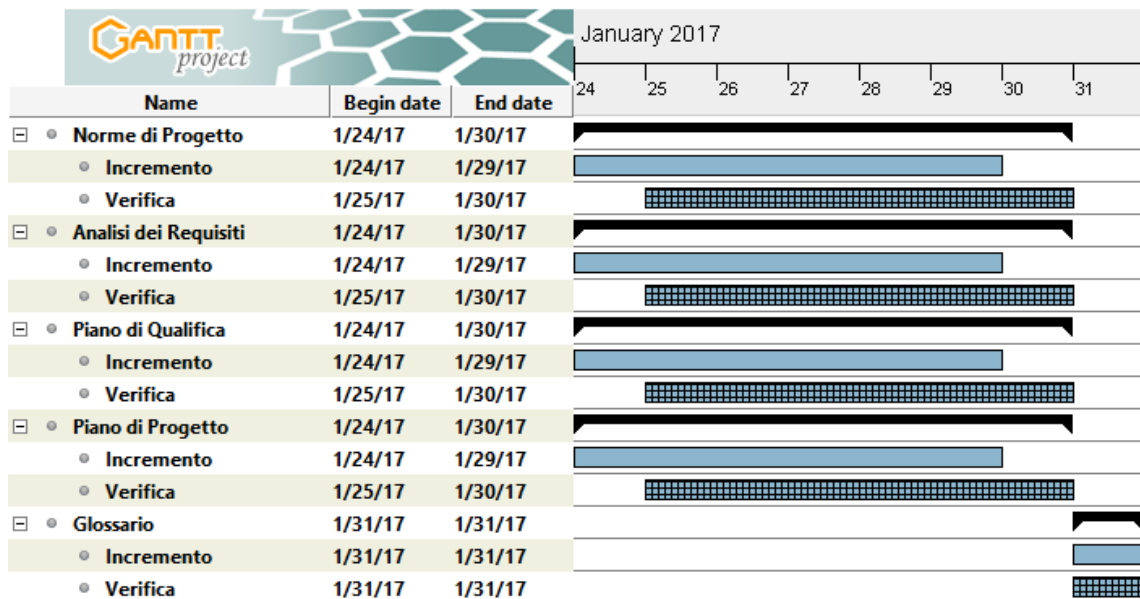 GANTT
project
January 2017
24 25 26 27 28 29 30 31
Name Begin date End date
Norme di Progetto 1/24/17 1/30/17
Incremento 1/24/17 1/29/17
Verifica 1/25/17 1/30/17
Analisi dei Requisiti 1/24/17 1/30/17
Incremento 1/24/17 1/29/17
Verifica 1/25/17 1/30/17
Piano di Qualifica 1/24/17 1/30/17
Incremento 1/24/17 1/29/17
Verifica 1/25/17 1/30/17
Piano di Progetto 1/24/17 1/30/17
Incremento 1/24/17 1/29/17
Verifica 1/25/17 1/30/17
Glossario 1/31/17 1/31/17
Incremento 1/31/17 1/31/17
Verifica 1/31/17 1/31/17